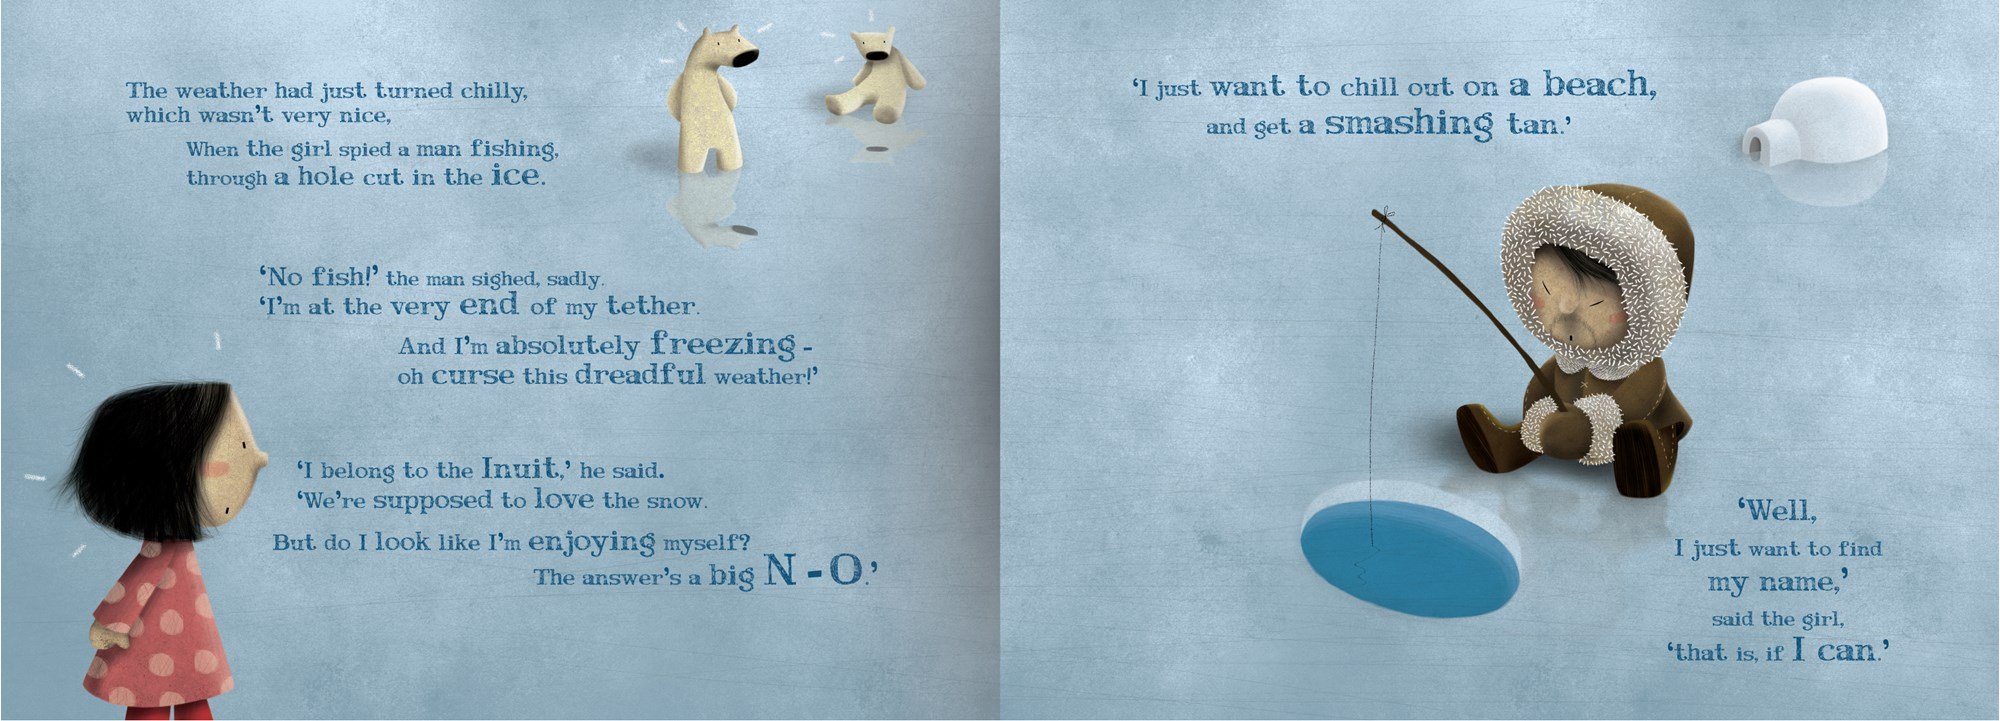 The weather had just turned chilly,
which wasn't very nice,
When the girl spied a man fishing,
through a hole cut in the ice.
'No fish!' the man sighed, sadly.
'I'm at the very end of my tether.
And I'm absolutely freezing -
oh curse this dreadful weather!'
'I belong to the Inuit,' he said.
'We're supposed to love the snow.
But do I look like I'm enjoying myself?
The answer's a big N - O.'
'I just want to chill out on a beach,
and get a smashing tan.'
'Well,
I just want to find
my name,'
said the girl,
'that is, if I can.'